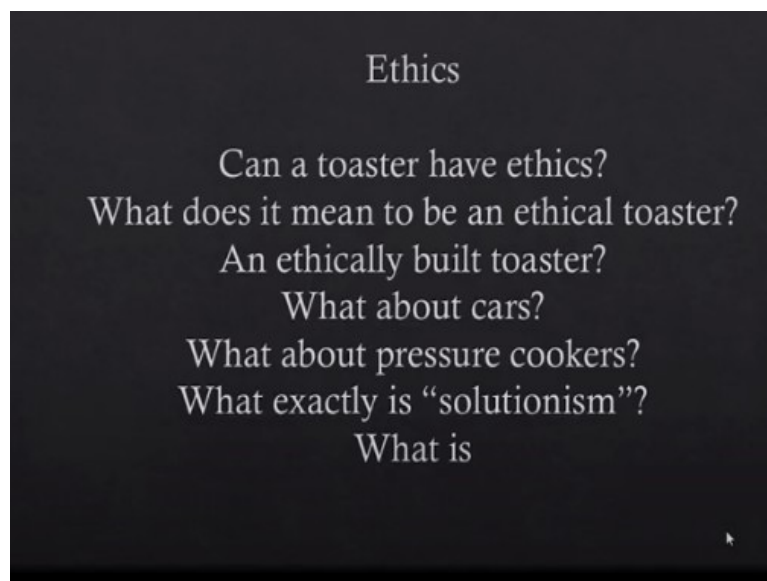 Ethics
Can a toaster have ethics?
What does it mean to be an ethical toaster?
An ethically built toaster?
What about cars?
What about pressure cookers?
What exactly is “solutionism”?
What is